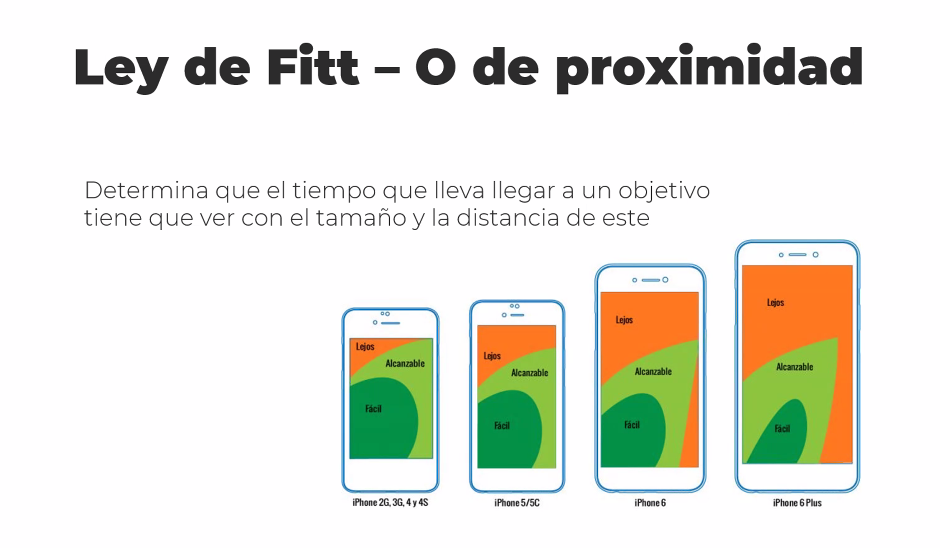 Ley de Fitt – O de proximidad
Determina que el tiempo que lleva llegar a un objetivo
tiene que ver con el tamaño y la distancia de este
Lejos
Alcanzable
Fácil
iPhone 2G, 3G, 4 y 4S
Lejos
Alcanzable
Fácil
iPhone 5/5C
Lejos
Alcanzable
Fácil
iPhone 6
Lejos
Alcanzable
Fácil
iPhone 6 Plus